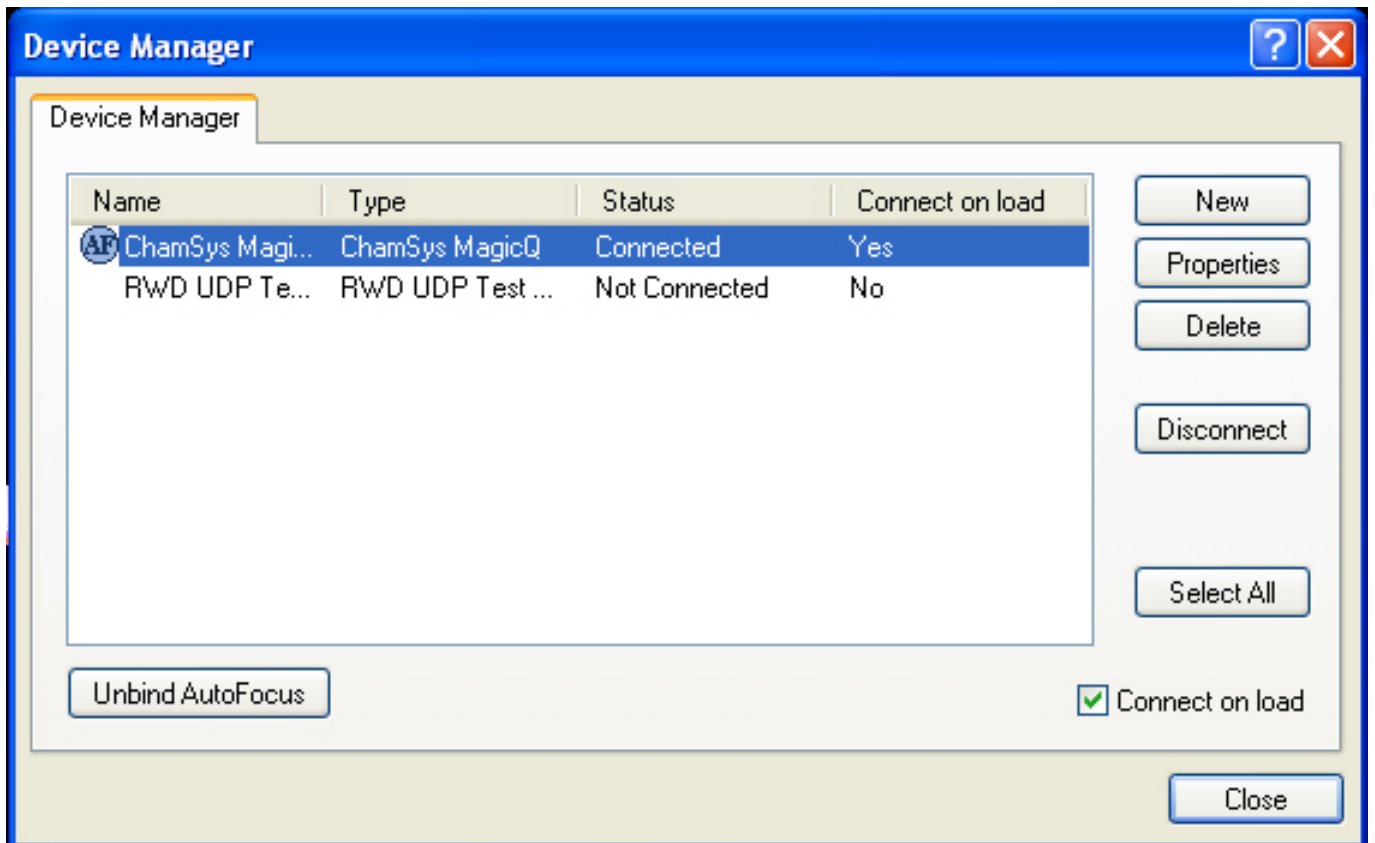 Device Manager
?
Device Manager
Name Type Status Connect on load
AF ChamSys Magi... ChamSys MagicQ Connected Yes
RWD UDP Te... RWD UDP Test ... Not Connected No
New
Properties
Delete
Disconnect
Select All
Unbind AutoFocus
Connect on load
Close